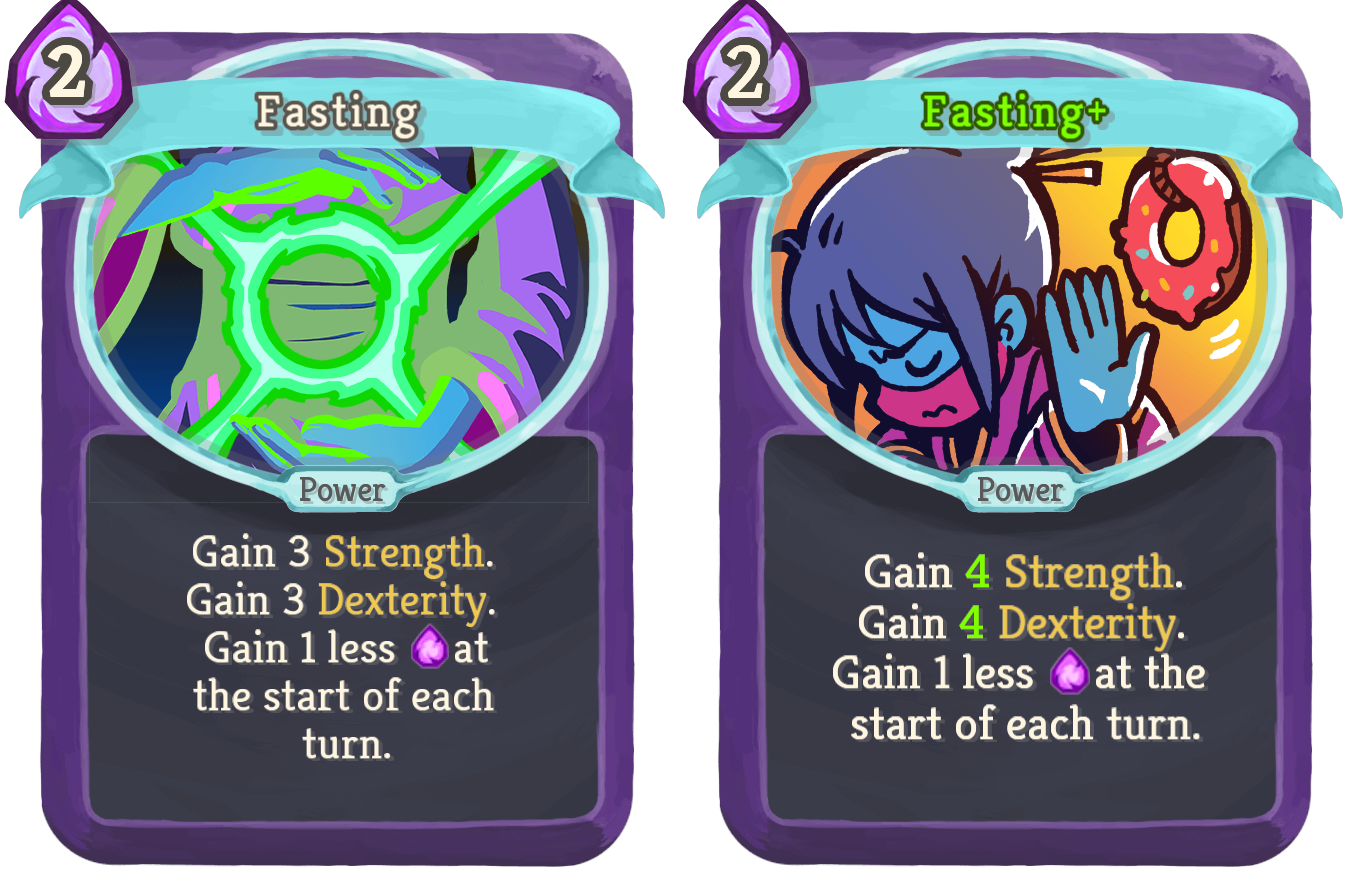 2
Fasting
Power
Gain 3 Strength.
Gain 3 Dexterity.
Gain 1 less at
the start of each
turn.
2
Fasting+
Power
Gain 4 Strength.
Gain 4 Dexterity.
Gain 1 less at the
start of each turn.